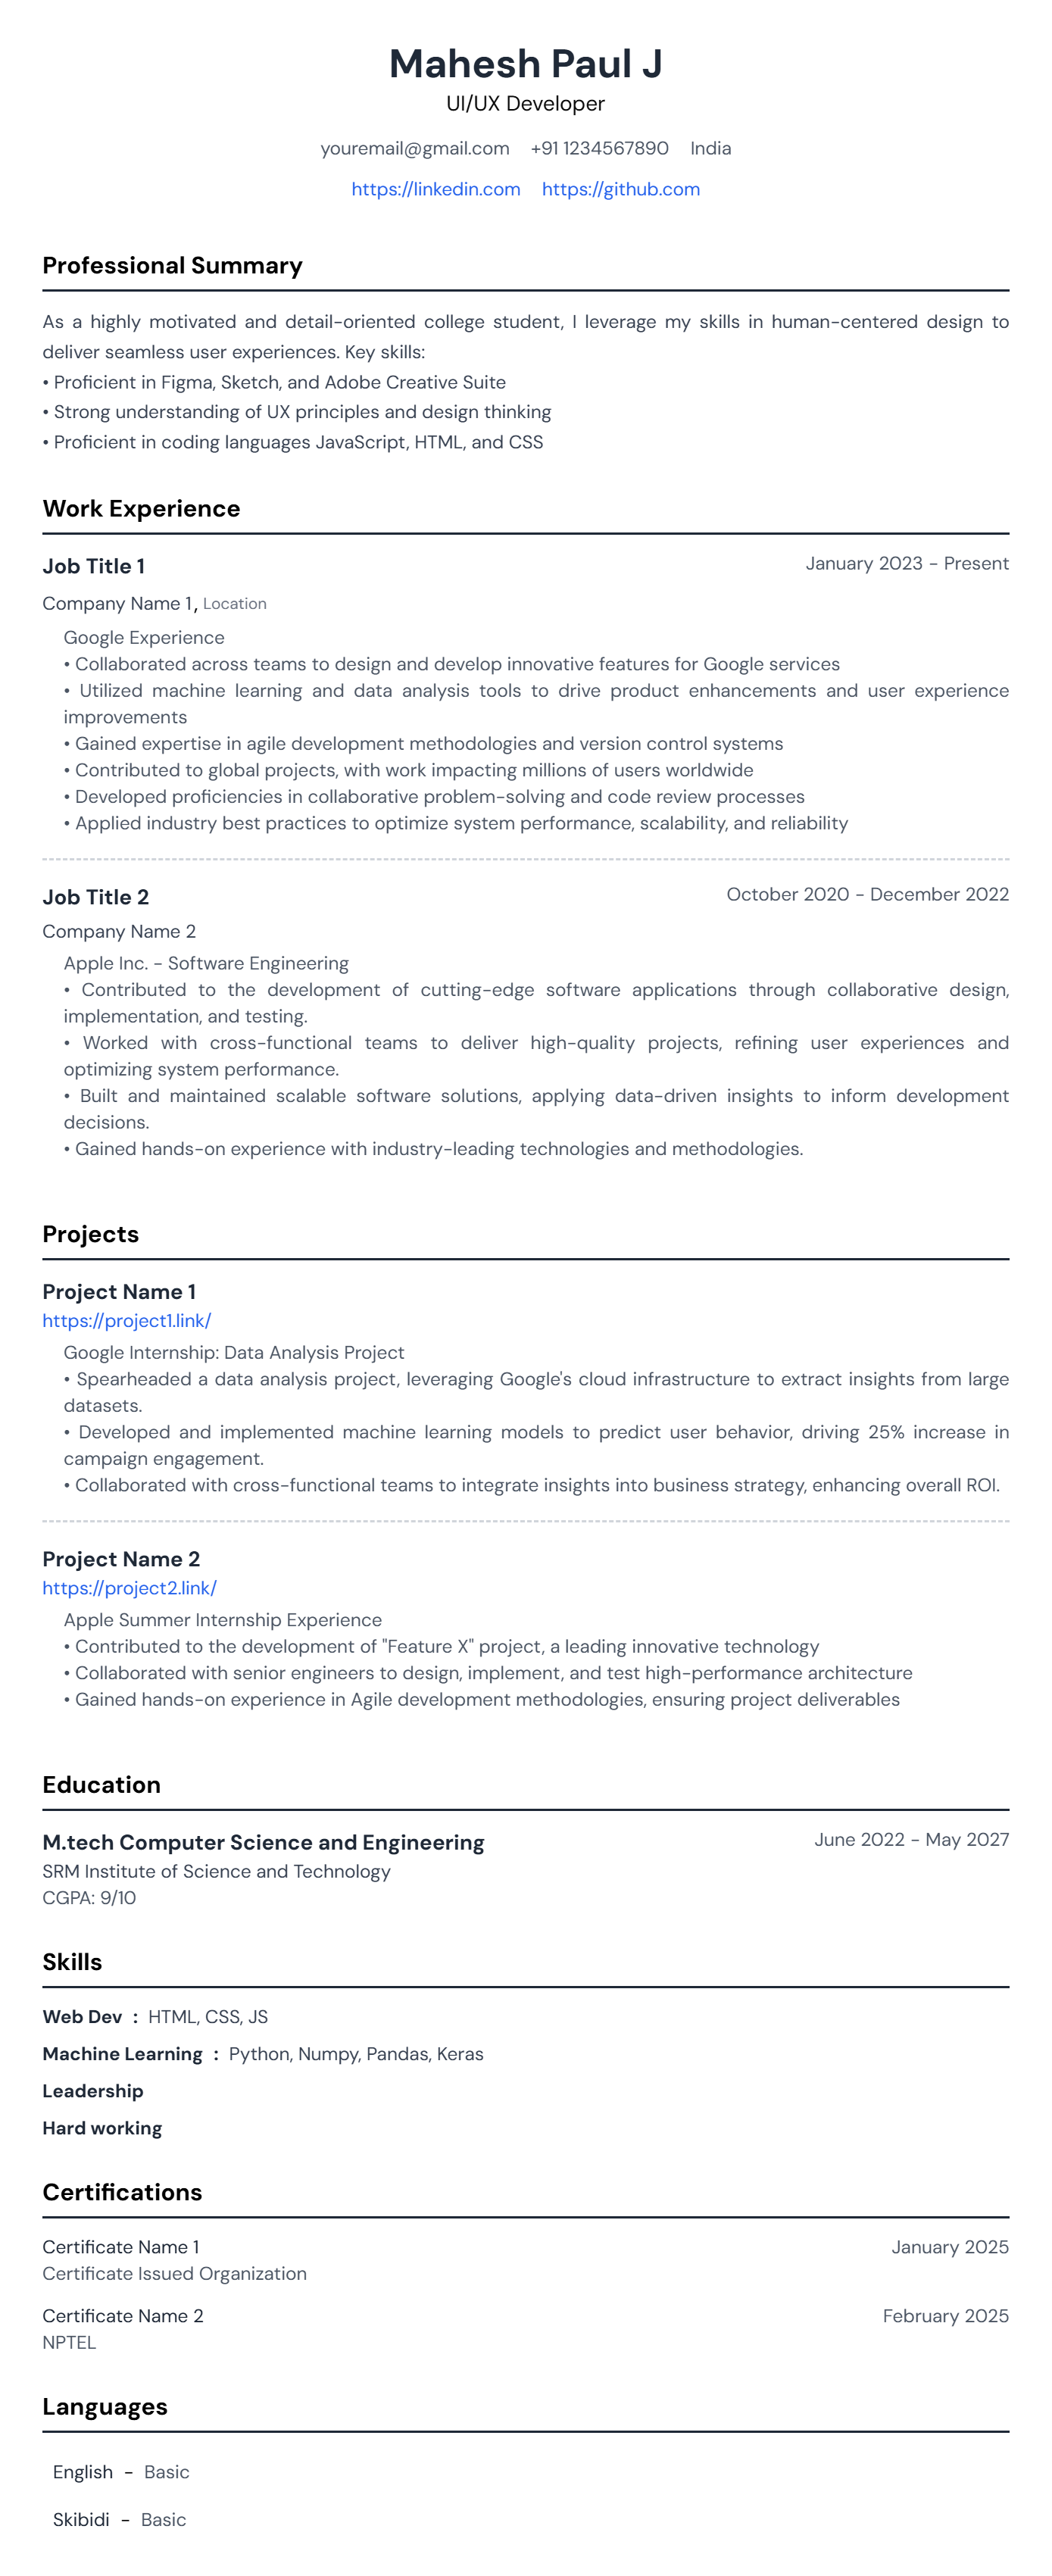 Mahesh Paul J
UI/UX Developer
youremail@gmail.com +91 1234567890 India
https://linkedin.com https://github.com
Professional Summary
As a highly motivated and detail-oriented college student, I leverage my skills in human-centered design to
deliver seamless user experiences. Key skills:
• Proficient in Figma, Sketch, and Adobe Creative Suite
• Strong understanding of UX principles and design thinking
• Proficient in coding languages JavaScript, HTML, and CSS
Work Experience
Job Title 1 January 2023 - Present
Company Name 1, Location
Google Experience
• Collaborated across teams to design and develop innovative features for Google services
• Utilized machine learning and data analysis tools to drive product enhancements and user experience
improvements
• Gained expertise in agile development methodologies and version control systems
• Contributed to global projects, with work impacting millions of users worldwide
• Developed proficiencies in collaborative problem-solving and code review processes
• Applied industry best practices to optimize system performance, scalability, and reliability
Job Title 2 October 2020 - December 2022
Company Name 2
Apple Inc. - Software Engineering
• Contributed to the development of cutting-edge software applications through collaborative design,
implementation, and testing.
• Worked with cross-functional teams to deliver high-quality projects, refining user experiences and
optimizing system performance.
• Built and maintained scalable software solutions, applying data-driven insights to inform development
decisions.
• Gained hands-on experience with industry-leading technologies and methodologies.
Projects
Project Name 1
https://project1.link/
Google Internship: Data Analysis Project
• Spearheaded a data analysis project, leveraging Google's cloud infrastructure to extract insights from large
datasets.
• Developed and implemented machine learning models to predict user behavior, driving 25% increase in
campaign engagement.
• Collaborated with cross-functional teams to integrate insights into business strategy, enhancing overall ROI.
Project Name 2
https://project2.link/
Apple Summer Internship Experience
• Contributed to the development of "Feature X" project, a leading innovative technology
• Collaborated with senior engineers to design, implement, and test high-performance architecture
• Gained hands-on experience in Agile development methodologies, ensuring project deliverables
Education
M.tech Computer Science and Engineering June 2022 - May 2027
SRM Institute of Science and Technology
CGPA: 9/10
Skills
Web Dev : HTML, CSS, JS
Machine Learning : Python, Numpy, Pandas, Keras
Leadership
Hard working
Certifications
Certificate Name 1 January 2025
Certificate Issued Organization
Certificate Name 2 February 2025
NPTEL
Languages
English - Basic
Skibidi - Basic